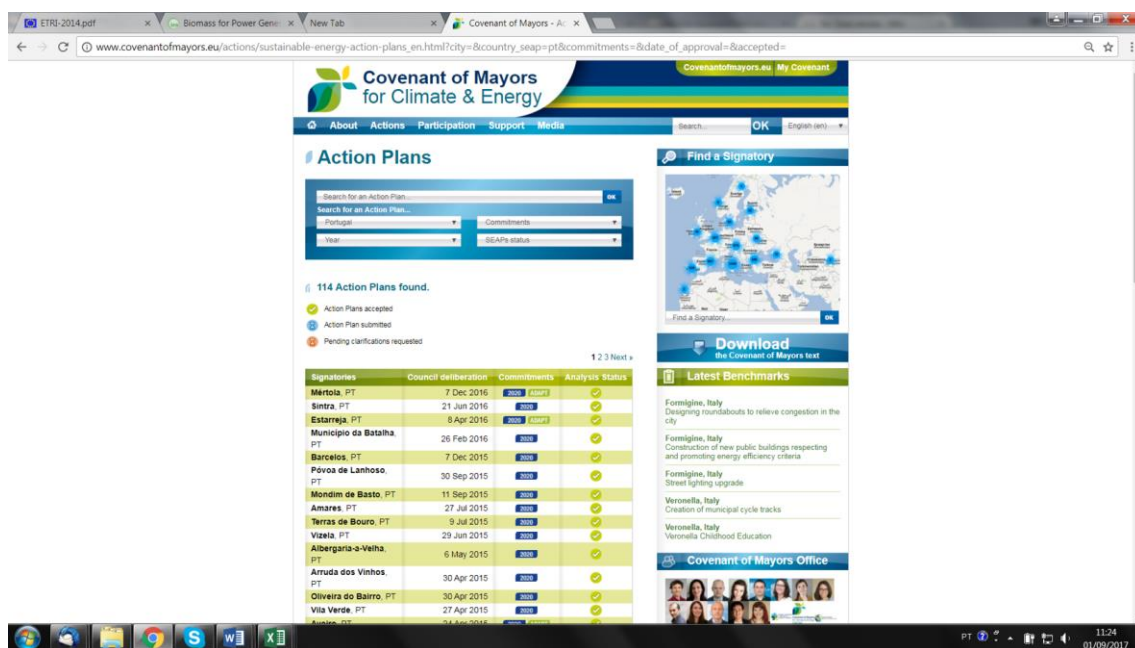 ETRI-2014.pdf
Biomass for Power Gener
New Tab
Covenant of Mayors - Ac
www.covenantofmayors.eu/actions/sustainable-energy-action-plans_en.html?city=&country_seap=pt&commitments=&date_of_approval=&accepted=
Covenantofmayors.eu My Covenant
Covenant of Mayors
for Climate & Energy
About Actions Participation Support Media
Search... OK English (en)
Action Plans
Search for an Action Plan... OK
Search for an Action Plan...
Portugal Commitments
Year SEAPs status
114 Action Plans found.
Action Plans accepted
Action Plan submitted
Pending clarifications requested
1 2 3 Next
Signatories Council deliberation Commitments Analysis Status
Mértola, PT 7 Dec 2016 2020 ADAPT
Sintra, PT 21 Jun 2016 2020
Estarreja, PT 8 Apr 2016 2020 ADAPT
Município da Batalha,
PT 26 Feb 2016 2020
Barcelos, PT 7 Dec 2015 2020
Póvoa de Lanhoso,
PT 30 Sep 2015 2020
Mondim de Basto, PT 11 Sep 2015 2020
Amares, PT 27 Jul 2015 2020
Terras de Bouro, PT 9 Jul 2015 2020
Vizela, PT 29 Jun 2015 2020
Albergaria-a-Velha,
PT 6 May 2015 2020
Arruda dos Vinhos,
PT 30 Apr 2015 2020
Oliveira do Bairro, PT 30 Apr 2015 2020
Vila Verde, PT 27 Apr 2015 2020
Find a Signatory
Find a Signatory... OK
Download
the Covenant of Mayors text
Latest Benchmarks
Formigine, Italy
Designing roundabouts to relieve congestion in the
city
Formigine, Italy
Construction of new public buildings respecting
and promoting energy efficiency criteria
Formigine, Italy
Street lighting upgrade
Veronella, Italy
Creation of municipal cycle tracks
Veronella, Italy
Veronella Childhood Education
Covenant of Mayors Office
PT
11:24
01/09/2017